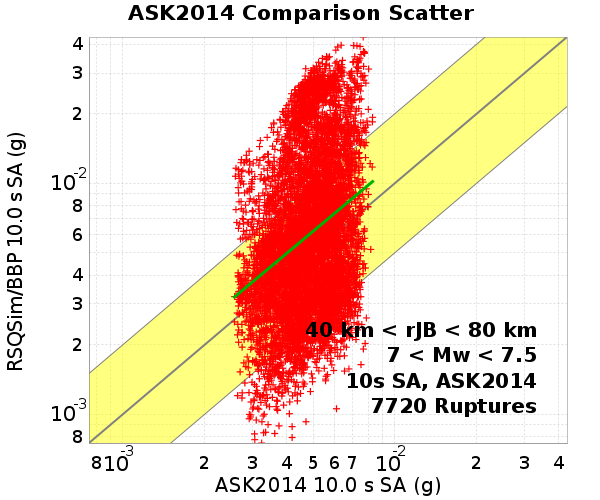 ASK2014 Comparison Scatter
RSQSim/BBP 10.0 s SA (g)
4
3
2
10-2
8
6
4
3
2
10-3
8
40 km < rJB < 80 km
7 < Mw < 7.5
10s SA, ASK2014
7720 Ruptures
8 10-3 2 3 4 5 6 7 10-2 2 3 4
ASK2014 10.0 s SA (g)